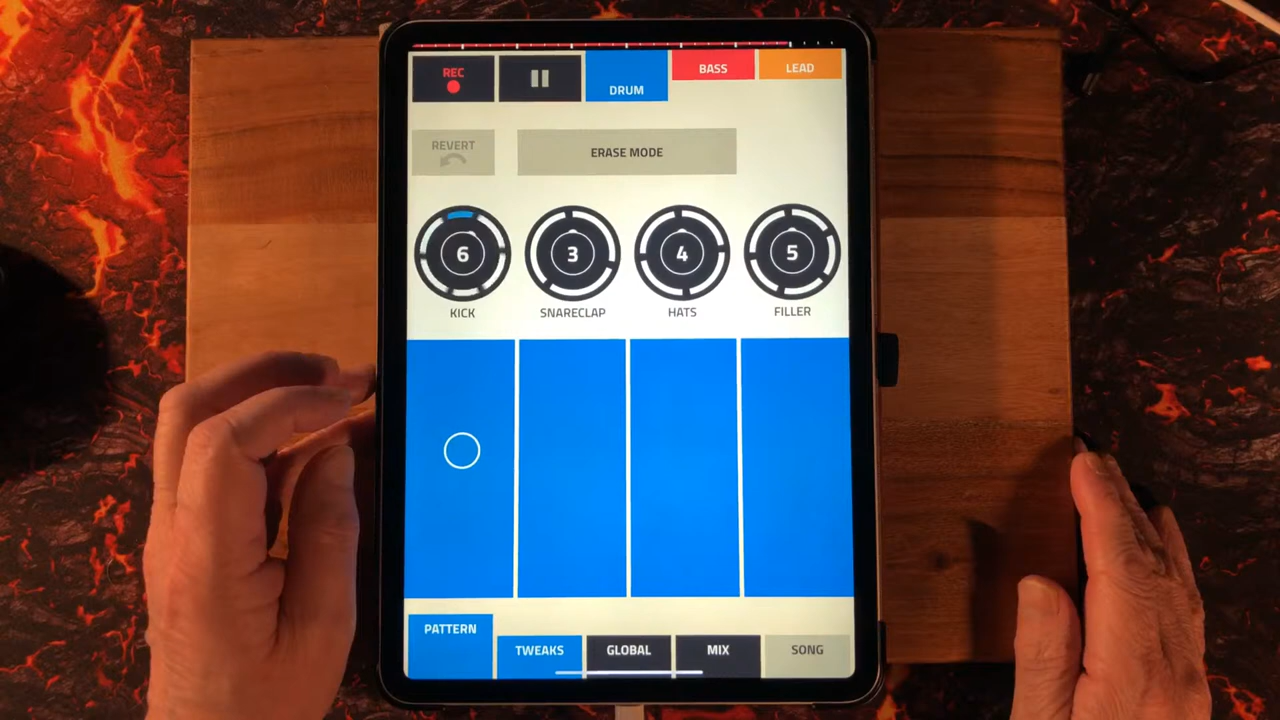 REC
DRUM
BASS
LEAD
REVERT
ERASE MODE
6
3
4
5
KICK
SNARECLAP
HATS
FILLER
PATTERN
TWEAKS
GLOBAL
MIX
SONG